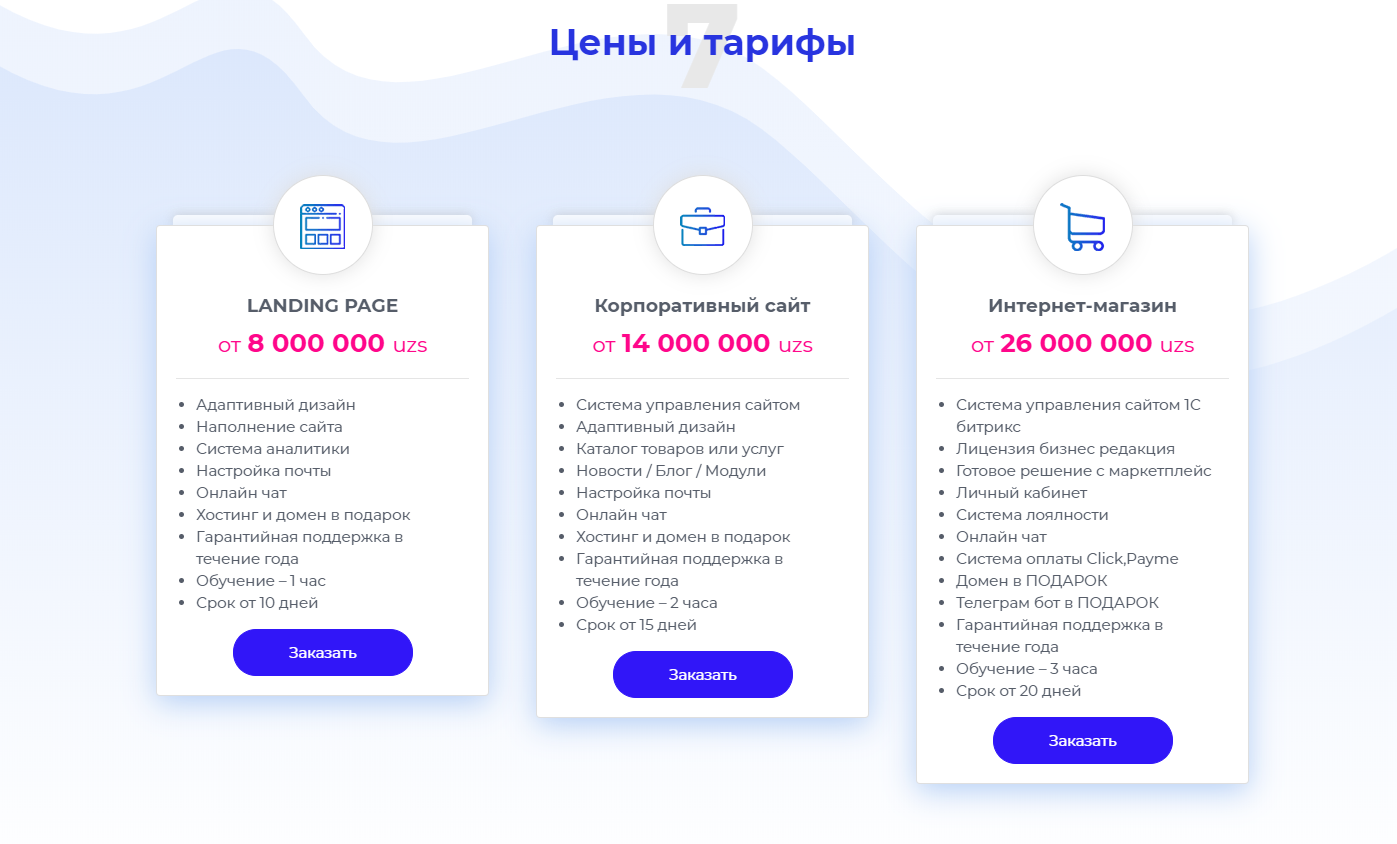 7
Цены и тарифы
LANDING PAGE
от 8 000 000 uzs
Адаптивный дизайн
Наполнение сайта
Система аналитики
Настройка почты
Онлайн чат
Хостинг и домен в подарок
Гарантийная поддержка в
течение года
Обучение – 1 час
Срок от 10 дней
Заказать
Корпоративный сайт
от 14 000 000 uzs
Система управления сайтом
Адаптивный дизайн
Каталог товаров или услуг
Новости / Блог / Модули
Настройка почты
Онлайн чат
Хостинг и домен в подарок
Гарантийная поддержка в
течение года
Обучение – 2 часа
Срок от 15 дней
Заказать
Интернет-магазин
от 26 000 000 uzs
Система управления сайтом 1С
битрикс
Лицензия бизнес редакция
Готовое решение с маркетплейс
Личный кабинет
Система лоялности
Онлайн чат
Система оплаты Click,Payme
Домен в ПОДАРОК
Телеграм бот в ПОДАРОК
Гарантийная поддержка в
течение года
Обучение – 3 часа
Срок от 20 дней
Заказать